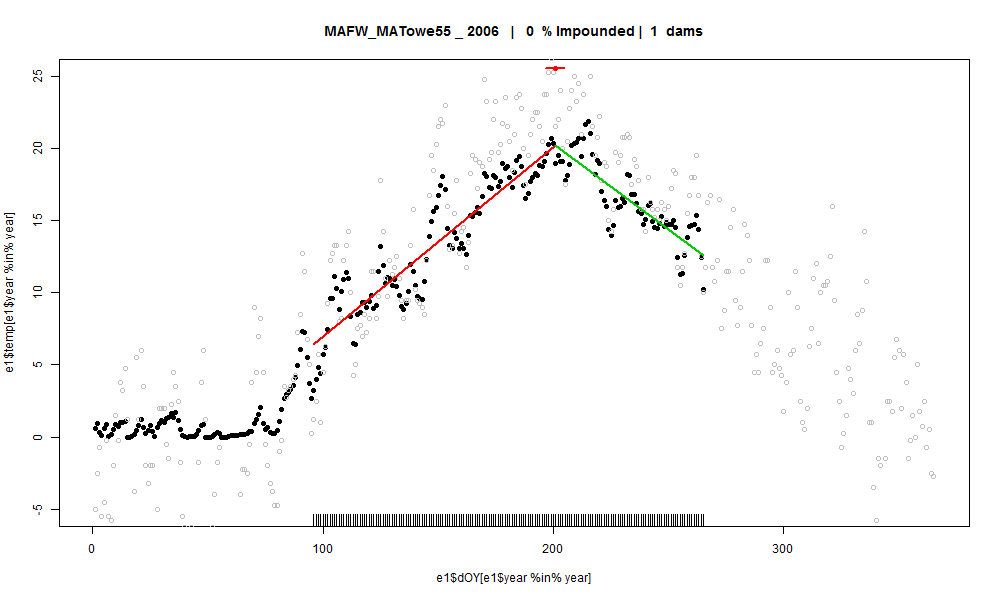 MAFW_MATowe55 _ 2006 | 0 % Impounded | 1 dams
25
20
15
10
5
0
-5
e1$temp[e1$year %in% year]
0 100 200 300
e1$dOY[e1$year %in% year]